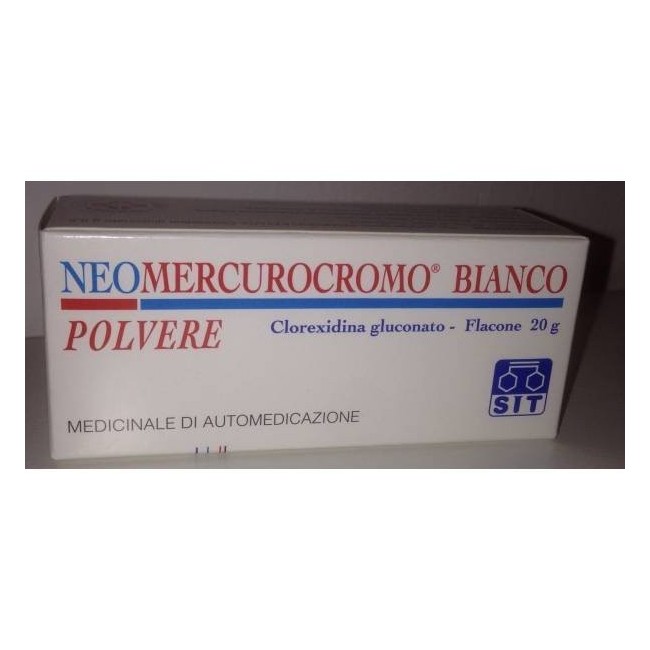 NEOMERCUROCROMO® BIANCO
POLVERE
Clorexidina gluconato - Flacone 20 g
SIT
MEDICINALE DI AUTOMEDICAZIONE